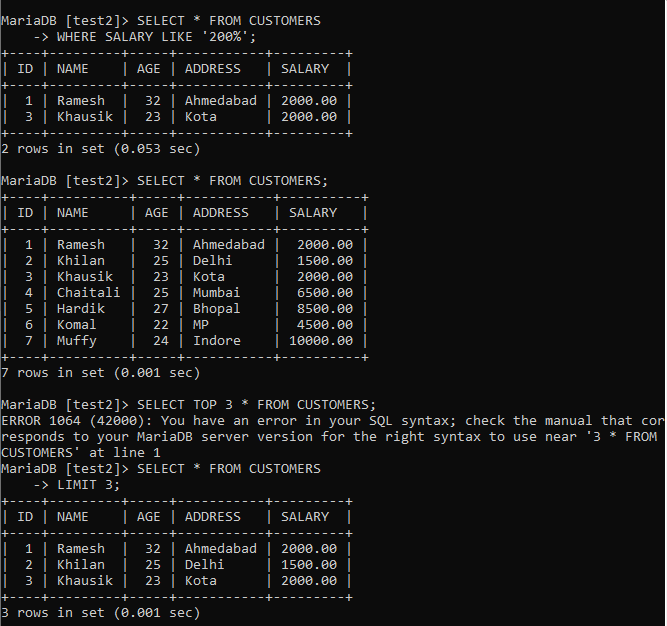 MariaDB [test2]> SELECT * FROM CUSTOMERS
    -> WHERE SALARY LIKE '200%';
+----+---------+-----+-----------+---------+
| ID | NAME    | AGE | ADDRESS   | SALARY  |
+----+---------+-----+-----------+---------+
|  1 | Ramesh  |  32 | Ahmedabad | 2000.00 |
|  3 | Khausik |  23 | Kota      | 2000.00 |
+----+---------+-----+-----------+---------+
2 rows in set (0.053 sec)

MariaDB [test2]> SELECT * FROM CUSTOMERS;
+----+----------+-----+-----------+----------+
| ID | NAME     | AGE | ADDRESS   | SALARY   |
+----+----------+-----+-----------+----------+
|  1 | Ramesh   |  32 | Ahmedabad |  2000.00 |
|  2 | Khilan   |  25 | Delhi     |  1500.00 |
|  3 | Khausik  |  23 | Kota      |  2000.00 |
|  4 | Chaitali |  25 | Mumbai    |  6500.00 |
|  5 | Hardik   |  27 | Bhopal    |  8500.00 |
|  6 | Komal    |  22 | MP        |  4500.00 |
|  7 | Muffy    |  24 | Indore    | 10000.00 |
+----+----------+-----+-----------+----------+
7 rows in set (0.001 sec)

MariaDB [test2]> SELECT TOP 3 * FROM CUSTOMERS;
ERROR 1064 (42000): You have an error in your SQL syntax; check the manual that cor
responds to your MariaDB server version for the right syntax to use near '3 * FROM
CUSTOMERS' at line 1
MariaDB [test2]> SELECT * FROM CUSTOMERS
    -> LIMIT 3;
+----+---------+-----+-----------+---------+
| ID | NAME    | AGE | ADDRESS   | SALARY  |
+----+---------+-----+-----------+---------+
|  1 | Ramesh  |  32 | Ahmedabad | 2000.00 |
|  2 | Khilan  |  25 | Delhi     | 1500.00 |
|  3 | Khausik |  23 | Kota      | 2000.00 |
+----+---------+-----+-----------+---------+
3 rows in set (0.001 sec)